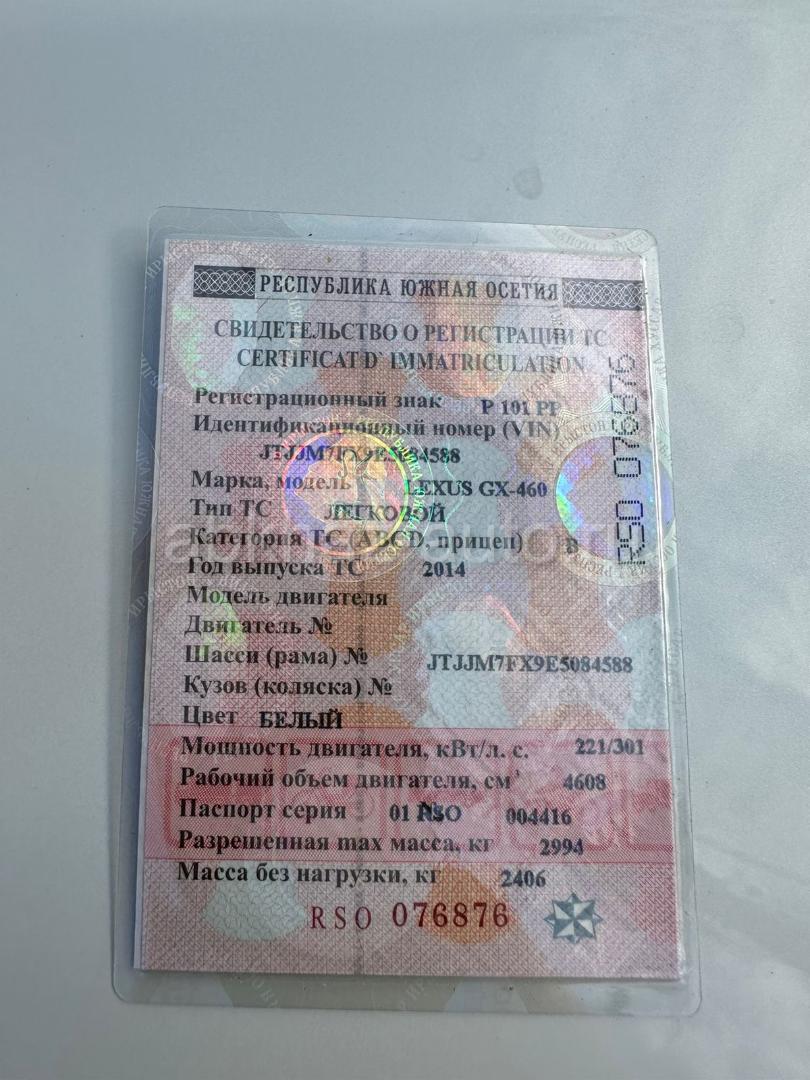 РЕСПУБЛИКА ЮЖНАЯ ОСЕТИЯ
СВИДЕТЕЛЬСТВО О РЕГИСТРАЦИИ ТС
CERTIFICAT D` IMMATRICULATION
Регистрационный знак Р 101 РР
Идентификационный номер (VIN)
JTJJM7FX9E5084588
Марка, модель LEXUS GX-460
Тип ТС ЛЕГКОВОЙ
Категория ТС (ABCD, прицеп) В
Год выпуска ТС 2014
Модель двигателя
Двигатель №
Шасси (рама) № JTJJM7FX9E5084588
Кузов (коляска) №
Цвет БЕЛЫЙ
Мощность двигателя, кВт/л. с. 221/301
Рабочий объем двигателя, см³ 4608
Паспорт серия 01 RSO 004416
Разрешенная max масса, кг 2994
Масса без нагрузки, кг 2406
RSO 076876
RSO 076876